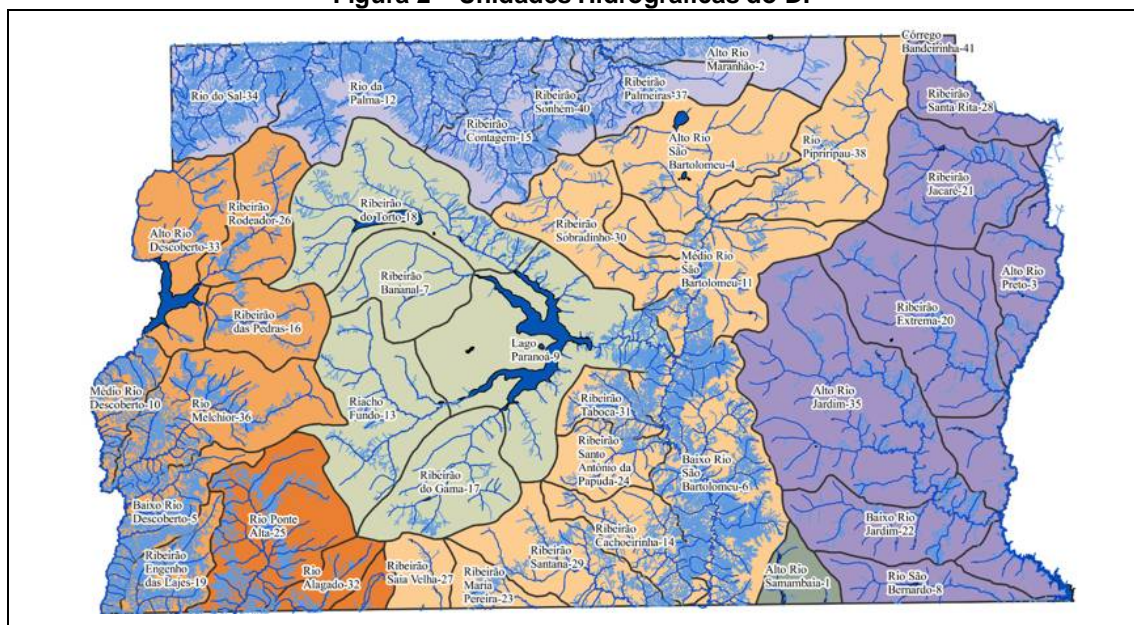 Figura 2 – Unidades Hidrográficas do DF
Córrego
Bandeirinha-41
Alto Rio
Maranhão-2
Rio do Sal-34
Rio da
Palma-12
Ribeirão
Sonhem-40
Ribeirão
Palmeiras-37
Ribeirão
Santa Rita-28
Ribeirão
Contagem-15
Alto Rio
São
Bartolomeu-4
Rio
Pipriripau-38
Ribeirão
Jacaré-21
Ribeirão
Rodeador-26
Ribeirão
do Torto-18
Alto Rio
Descoberto-33
Ribeirão
Sobradinho-30
Médio Rio
São
Bartolomeu-11
Alto Rio
Preto-3
Ribeirão
Bananal-7
Ribeirão
das Pedras-16
Ribeirão
Extrema-20
Lago
Paranoá-9
Médio Rio
Descoberto-10
Rio
Melchior-36
Riacho
Fundo-13
Ribeirão
Taboca-31
Alto Rio
Jardim-35
Ribeirão
Santo
Antônio da
Papuda-24
Baixo Rio
São
Bartolomeu-6
Ribeirão
do Gama-17
Baixo Rio
Descoberto-5
Rio Ponte
Alta-25
Baixo Rio
Jardim-22
Ribeirão
Cachoeirinha-14
Ribeirão
Engenho
das Lajes-19
Rio
Alagado-32
Ribeirão
Saia Velha-27
Ribeirão
Maria
Pereira-23
Ribeirão
Santana-29
Alto Rio
Samambaia-1
Rio São
Bernardo-8